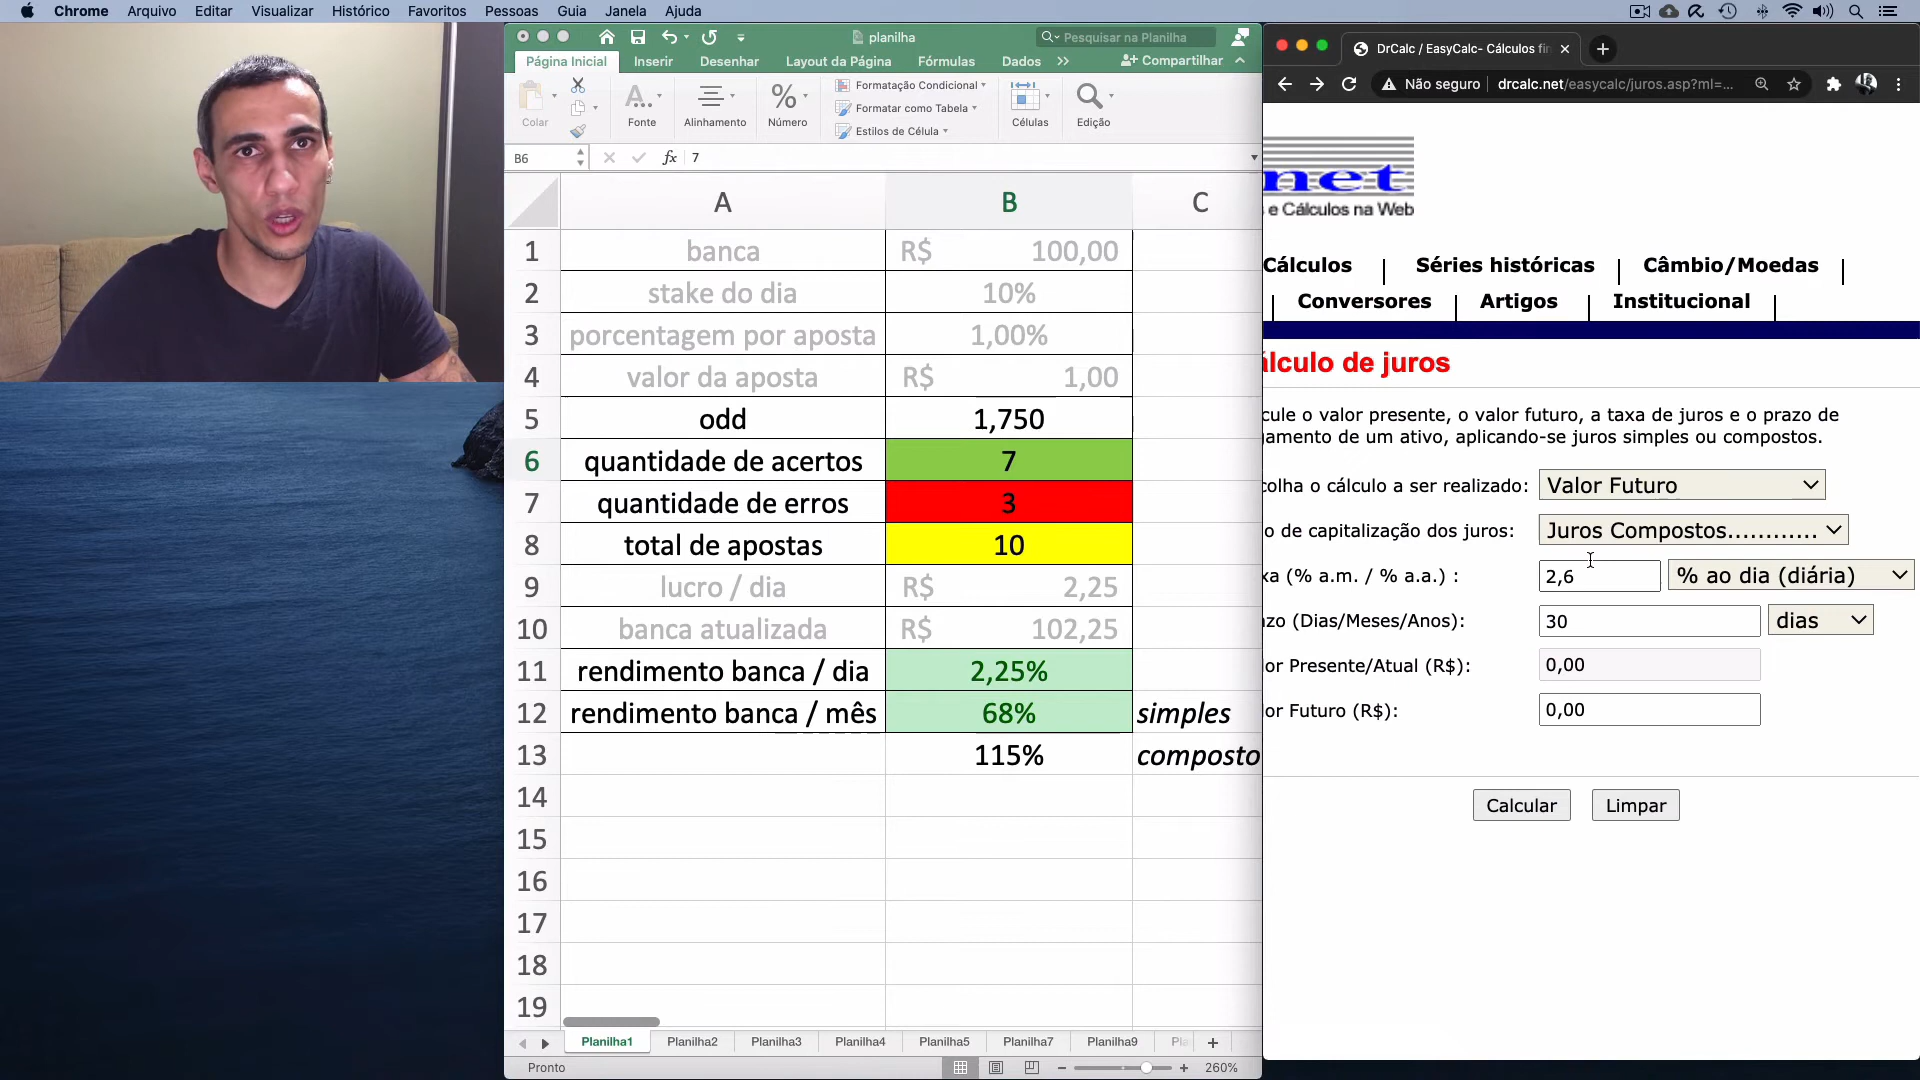 Chrome Arquivo Editar Visualizar Histórico Favoritos Pessoas Guia Janela Ajuda
planilha
Pesquisar na Planilha
Página Inicial Inserir Desenhar Layout da Página Fórmulas Dados >> Compartilhar
Colar
Fonte
Alinhamento
Número
Formatação Condicional
Formatar como Tabela
Estilos de Célula
Células
Edição
B6 fx 7
A B C
1 banca R$ 100,00
2 stake do dia 10%
3 porcentagem por aposta 1,00%
4 valor da aposta R$ 1,00
5 odd 1,750
6 quantidade de acertos 7
7 quantidade de erros 3
8 total de apostas 10
9 lucro / dia R$ 2,25
10 banca atualizada R$ 102,25
11 rendimento banca / dia 2,25%
12 rendimento banca / mês 68% simples
13 115% composto
14
15
16
17
18
19
Planilha1 Planilha2 Planilha3 Planilha4 Planilha5 Planilha7 Planilha9
Pronto
260%
DrCalc / EasyCalc- Cálculos fin
Não seguro drcalc.net/easycalc/juros.asp?ml=...
net
s e Cálculos na Web
Cálculos | Séries históricas | Câmbio/Moedas |
| Conversores | Artigos | Institucional |
álculo de juros
cule o valor presente, o valor futuro, a taxa de juros e o prazo de
gamento de um ativo, aplicando-se juros simples ou compostos.
colha o cálculo a ser realizado: Valor Futuro
o de capitalização dos juros: Juros Compostos............
xa (% a.m. / % a.a.) : 2,6 % ao dia (diária)
zo (Dias/Meses/Anos): 30 dias
or Presente/Atual (R$): 0,00
or Futuro (R$): 0,00
Calcular Limpar